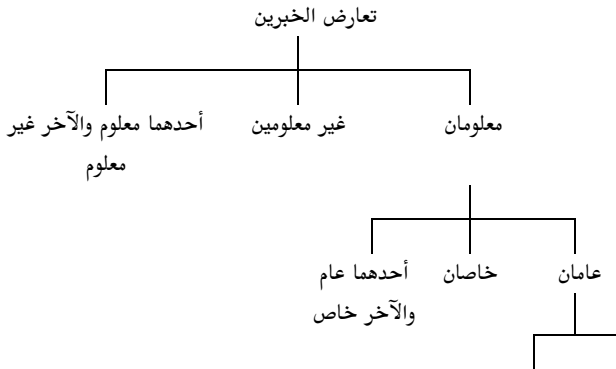 تعارض الخبرين
معلومان
غير معلومين
أحدهما معلوم والآخر غير
معلوم
عامان
خاصان
أحدهما عام
والآخر خاص